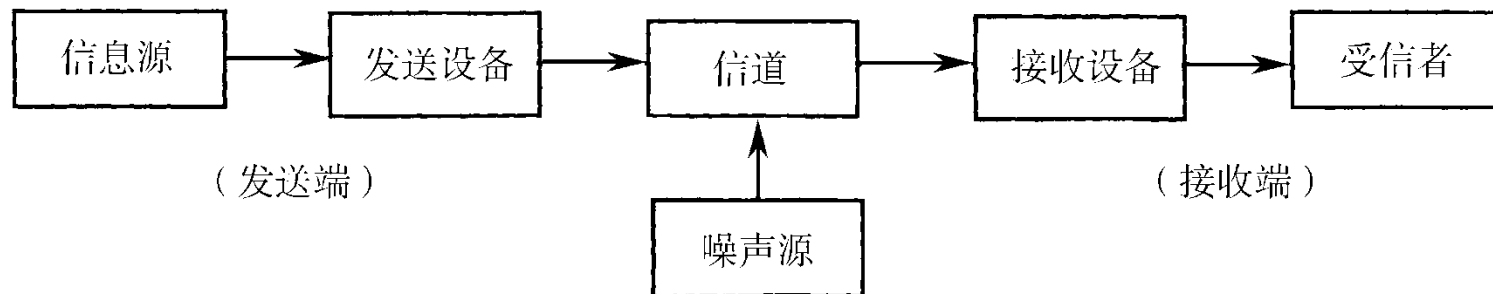 信息源 发送设备 信道 接收设备 受信者
（发送端） （接收端）
噪声源